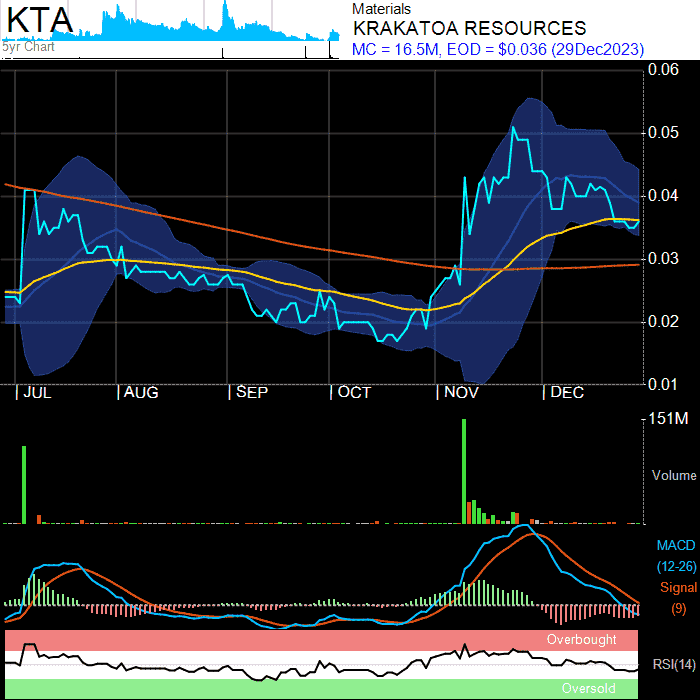 KTA
5yr Chart
Materials
KRAKATOA RESOURCES
MC = 16.5M, EOD = $0.036 (29Dec2023)
0.06
0.05
0.04
0.03
0.02
0.01
JUL AUG SEP OCT NOV DEC
151M
Volume
MACD
(12-26)
Signal
(9)
Overbought
RSI(14)
Oversold